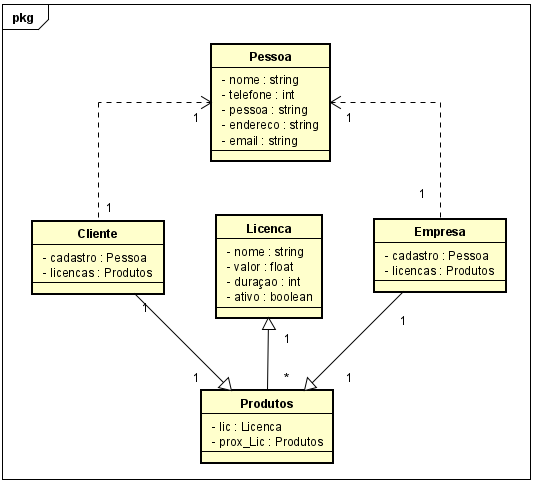 pkg
Pessoa
- nome : string
- telefone : int
- pessoa : string
- endereco : string
- email : string
1
1
1
1
Cliente
- cadastro : Pessoa
- licencas : Produtos
Licenca
- nome : string
- valor : float
- duraçao : int
- ativo : boolean
Empresa
- cadastro : Pessoa
- licencas : Produtos
1
1
1
1
*
1
Produtos
- lic : Licenca
- prox_Lic : Produtos